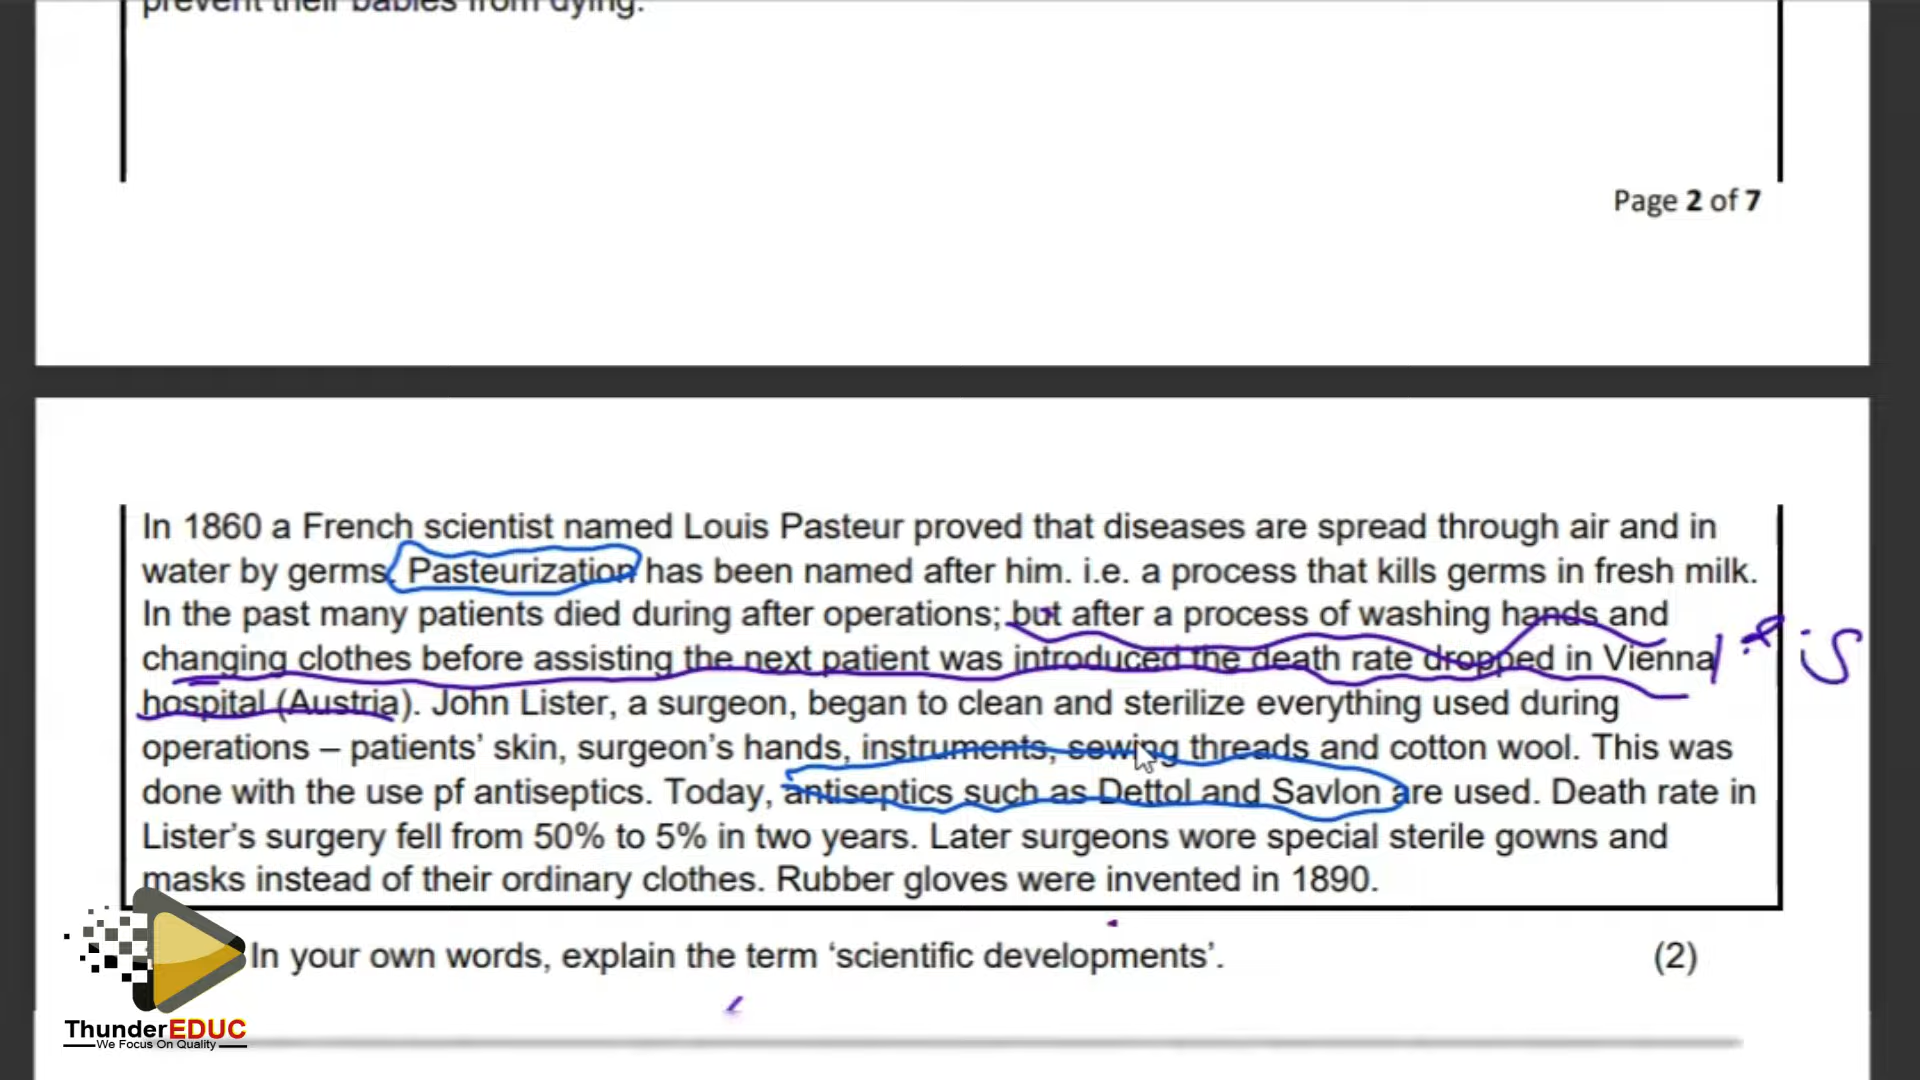 prevent their babies from dying.
Page 2 of 7
In 1860 a French scientist named Louis Pasteur proved that diseases are spread through air and in
water by germs. Pasteurization has been named after him. i.e. a process that kills germs in fresh milk.
In the past many patients died during after operations; but after a process of washing hands and
changing clothes before assisting the next patient was introduced the death rate dropped in Vienna
1st is
hospital (Austria). John Lister, a surgeon, began to clean and sterilize everything used during
operations – patients' skin, surgeon's hands, instruments, sewing threads and cotton wool. This was
done with the use pf antiseptics. Today, antiseptics such as Dettol and Savlon are used. Death rate in
Lister's surgery fell from 50% to 5% in two years. Later surgeons wore special sterile gowns and
masks instead of their ordinary clothes. Rubber gloves were invented in 1890.
In your own words, explain the term 'scientific developments'. (2)
ThunderEDUC
We Focus On Quality